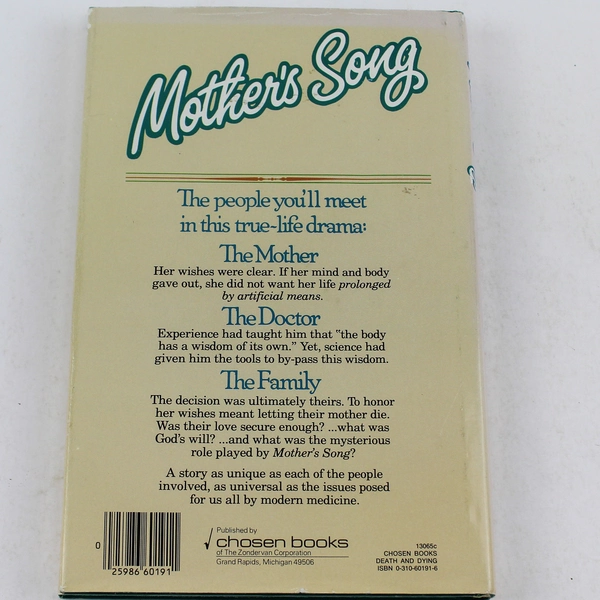 Mother's Song
The people you'll meet
in this true-life drama:
The Mother
Her wishes were clear. If her mind and body
gave out, she did not want her life prolonged
by artificial means.
The Doctor
Experience had taught him that "the body
has a wisdom of its own." Yet, science had
given him the tools to by-pass this wisdom.
The Family
The decision was ultimately theirs. To honor
her wishes meant letting their mother die.
Was their love secure enough? ...what was
God's will? ...and what was the mysterious
role played by Mother's Song?
A story as unique as each of the people
involved, as universal as the issues posed
for us all by modern medicine.
0
25986 60191
Published by
chosen books
of The Zondervan Corporation
Grand Rapids, Michigan 49506
13065c
CHOSEN BOOKS
DEATH AND DYING
ISBN 0-310-60191-6